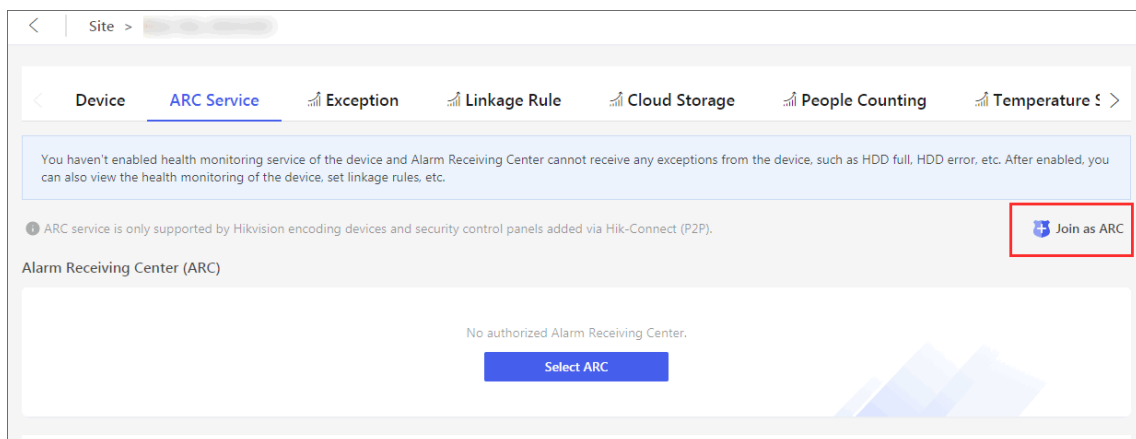 Site >
Device ARC Service Exception Linkage Rule Cloud Storage People Counting Temperature S
You haven't enabled health monitoring service of the device and Alarm Receiving Center cannot receive any exceptions from the device, such as HDD full, HDD error, etc. After enabled, you
can also view the health monitoring of the device, set linkage rules, etc.
ARC service is only supported by Hikvision encoding devices and security control panels added via Hik-Connect (P2P).
Join as ARC
Alarm Receiving Center (ARC)
No authorized Alarm Receiving Center.
Select ARC